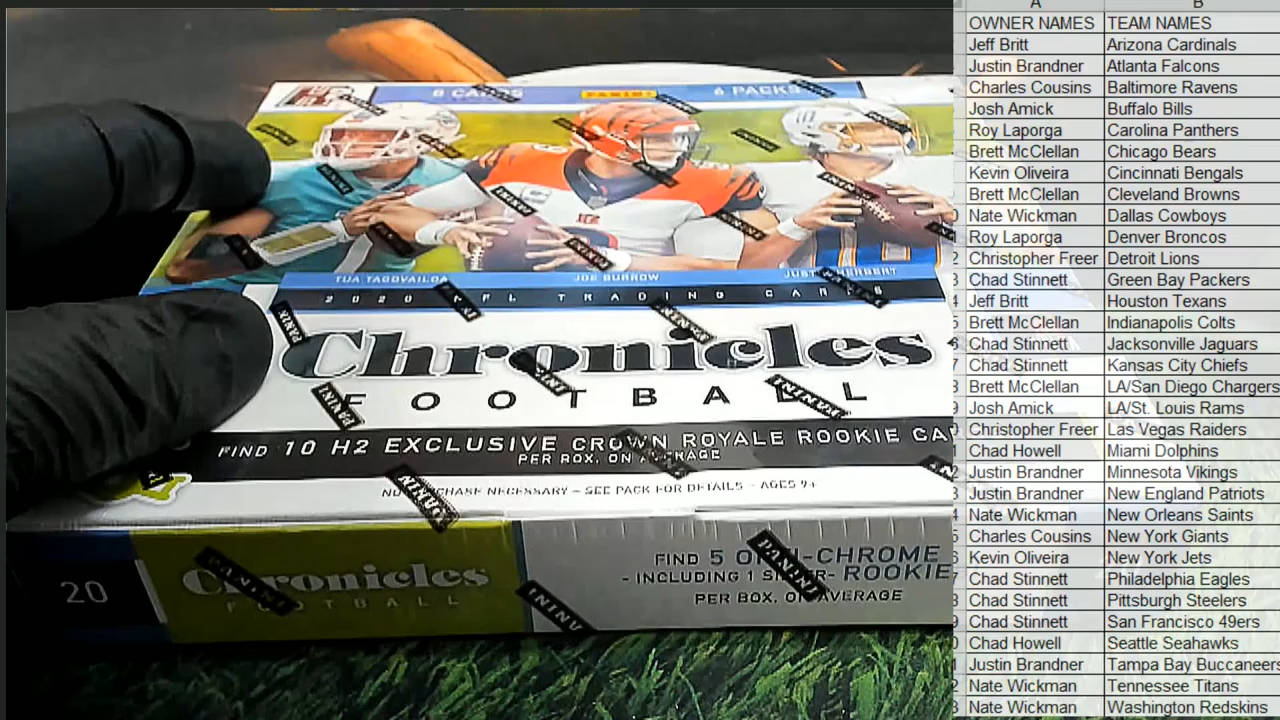 8 CARDS PANINI 6 PACKS
TUA TAGOVAILOA JOE BURROW JUSTIN HERBERT
2020 NFL TRADING CARDS
Chronicles
FOOTBALL
FIND 10 H2 EXCLUSIVE CROWN ROYALE ROOKIE CA
PER BOX, ON AVERAGE
NO PURCHASE NECESSARY - SEE PACK FOR DETAILS - AGES 9+
20
Chronicles
FOOTBALL
FIND 5 OPTI-CHROME
- INCLUDING 1 SILVER- ROOKIE
PER BOX, ON AVERAGE
A B
OWNER NAMES TEAM NAMES
Jeff Britt Arizona Cardinals
Justin Brandner Atlanta Falcons
Charles Cousins Baltimore Ravens
Josh Amick Buffalo Bills
Roy Laporga Carolina Panthers
Brett McClellan Chicago Bears
Kevin Oliveira Cincinnati Bengals
Brett McClellan Cleveland Browns
Nate Wickman Dallas Cowboys
Roy Laporga Denver Broncos
Christopher Freer Detroit Lions
Chad Stinnett Green Bay Packers
Jeff Britt Houston Texans
Brett McClellan Indianapolis Colts
Chad Stinnett Jacksonville Jaguars
Chad Stinnett Kansas City Chiefs
Brett McClellan LA/San Diego Chargers
Josh Amick LA/St. Louis Rams
Christopher Freer Las Vegas Raiders
Chad Howell Miami Dolphins
Justin Brandner Minnesota Vikings
Justin Brandner New England Patriots
Nate Wickman New Orleans Saints
Charles Cousins New York Giants
Kevin Oliveira New York Jets
Chad Stinnett Philadelphia Eagles
Chad Stinnett Pittsburgh Steelers
Chad Stinnett San Francisco 49ers
Chad Howell Seattle Seahawks
Justin Brandner Tampa Bay Buccaneers
Nate Wickman Tennessee Titans
Nate Wickman Washington Redskins